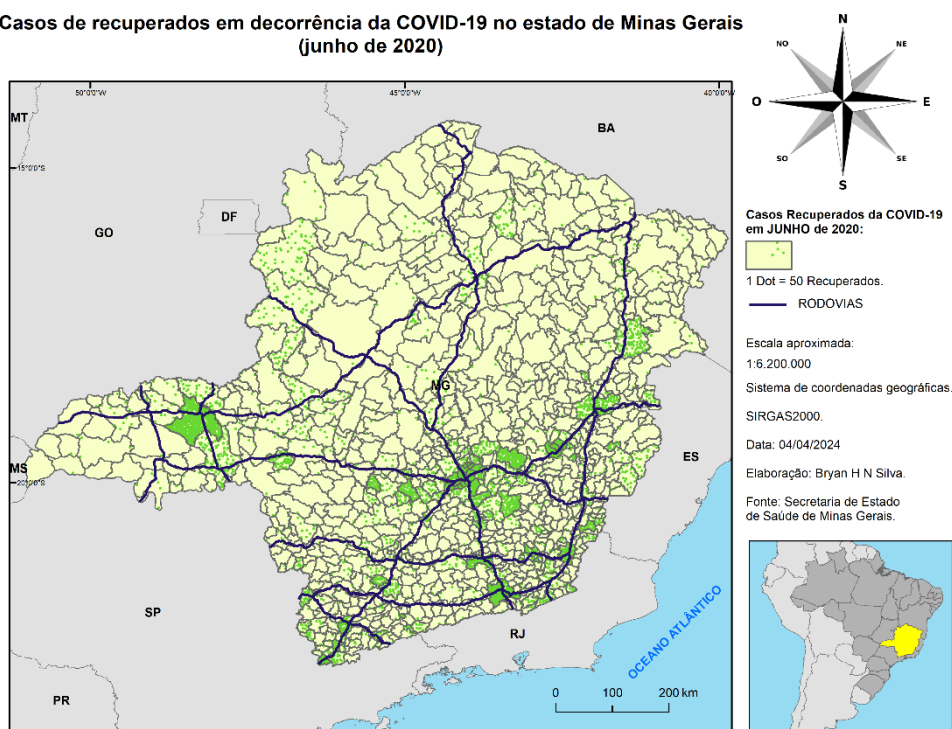 Casos de recuperados em decorrência da COVID-19 no estado de Minas Gerais
(junho de 2020)
50°0'0"W
45°0'0"W
40°0'0"W
MT
BA
15°0'0"S
DF
GO
MG
MS
20°0'0"S
ES
SP
RJ
OCEANO ATLÂNTICO
PR
0 100 200 km
N
NO
NE
O
E
SO
SE
S
Casos Recuperados da COVID-19
em JUNHO de 2020:
1 Dot = 50 Recuperados.
RODOVIAS
Escala aproximada:
1:6.200.000
Sistema de coordenadas geográficas.
SIRGAS2000.
Data: 04/04/2024
Elaboração: Bryan H N Silva.
Fonte: Secretaria de Estado
de Saúde de Minas Gerais.